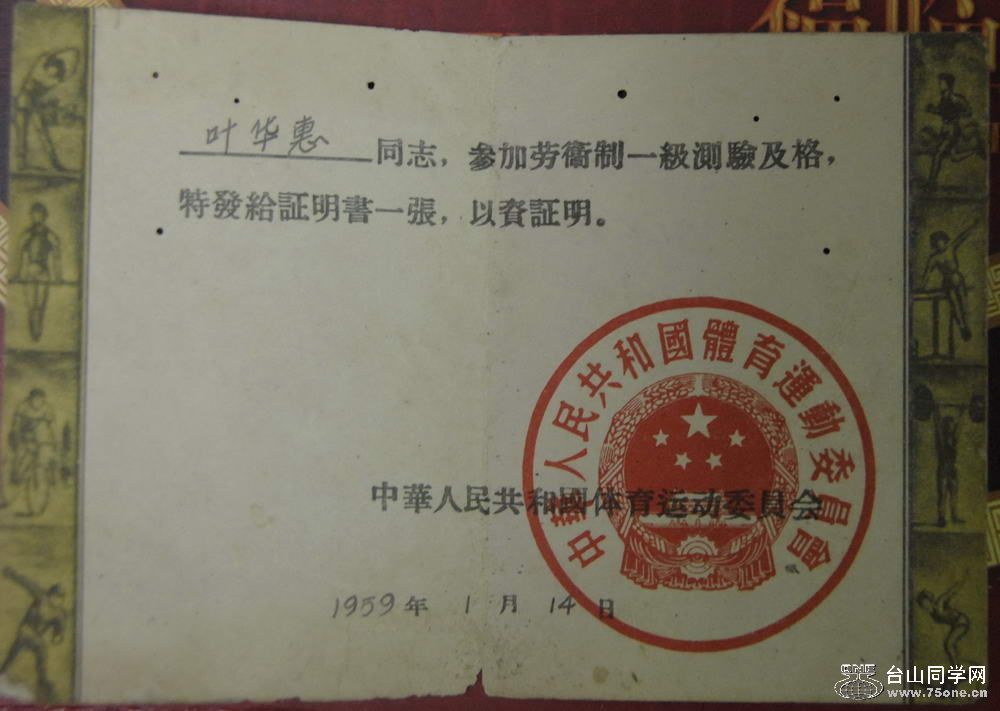 叶华惠同志，参加劳衞制一級測驗及格，
特發給証明書一張，以資証明。
中華人民共和國体育运动委員会
1959年1月14日
中華人民共和國體育運動委員會
台山同学网
www.75one.cn